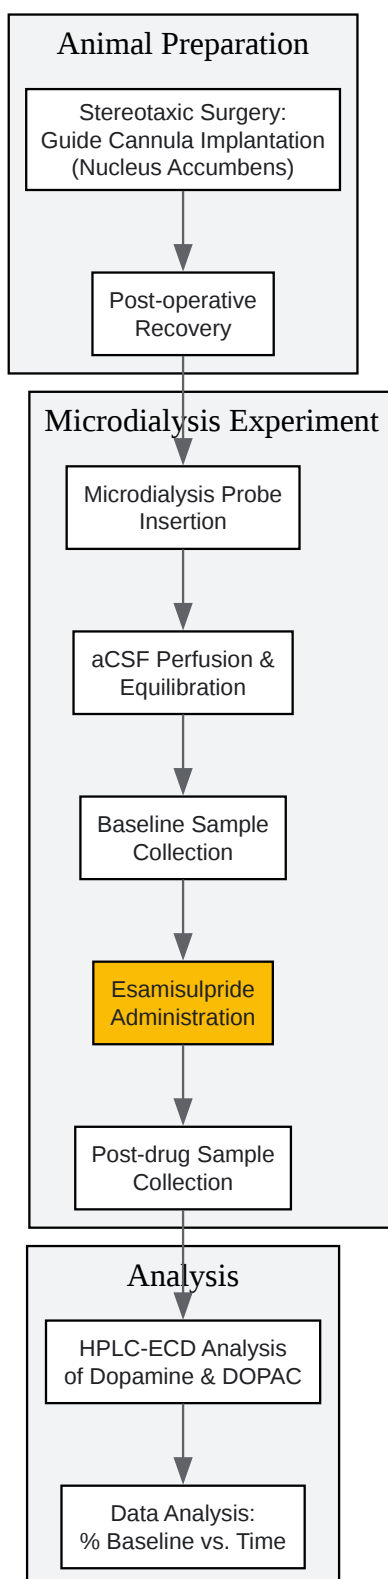 Animal Preparation
Stereotaxic Surgery:
Guide Cannula Implantation
(Nucleus Accumbens)
Post-operative
Recovery
Microdialysis Experiment
Microdialysis Probe
Insertion
aCSF Perfusion &
Equilibration
Baseline Sample
Collection
Esamisulpride
Administration
Post-drug Sample
Collection
Analysis
HPLC-ECD Analysis
of Dopamine & DOPAC
Data Analysis:
% Baseline vs. Time